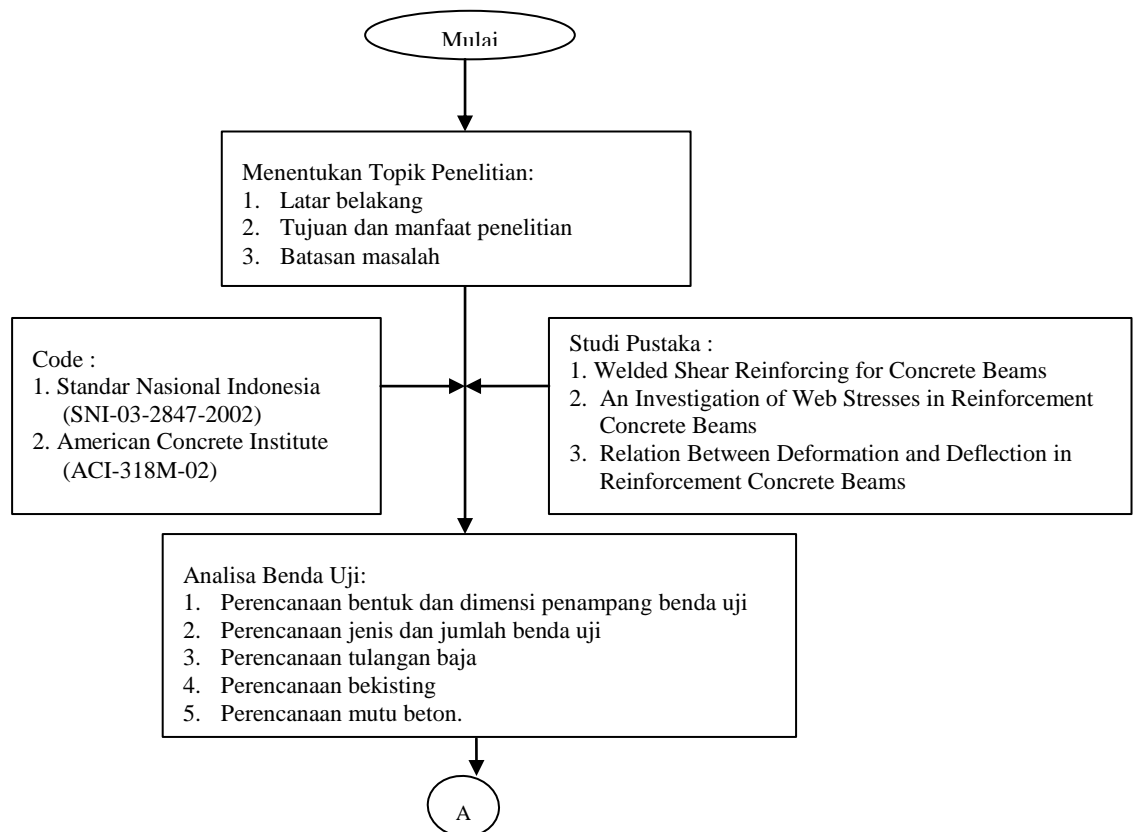 Mulai
Menentukan Topik Penelitian:
1. Latar belakang
2. Tujuan dan manfaat penelitian
3. Batasan masalah
Code :
1. Standar Nasional Indonesia
(SNI-03-2847-2002)
2. American Concrete Institute
(ACI-318M-02)
Studi Pustaka :
1. Welded Shear Reinforcing for Concrete Beams
2. An Investigation of Web Stresses in Reinforcement
Concrete Beams
3. Relation Between Deformation and Deflection in
Reinforcement Concrete Beams
Analisa Benda Uji:
1. Perencanaan bentuk dan dimensi penampang benda uji
2. Perencanaan jenis dan jumlah benda uji
3. Perencanaan tulangan baja
4. Perencanaan bekisting
5. Perencanaan mutu beton.
A